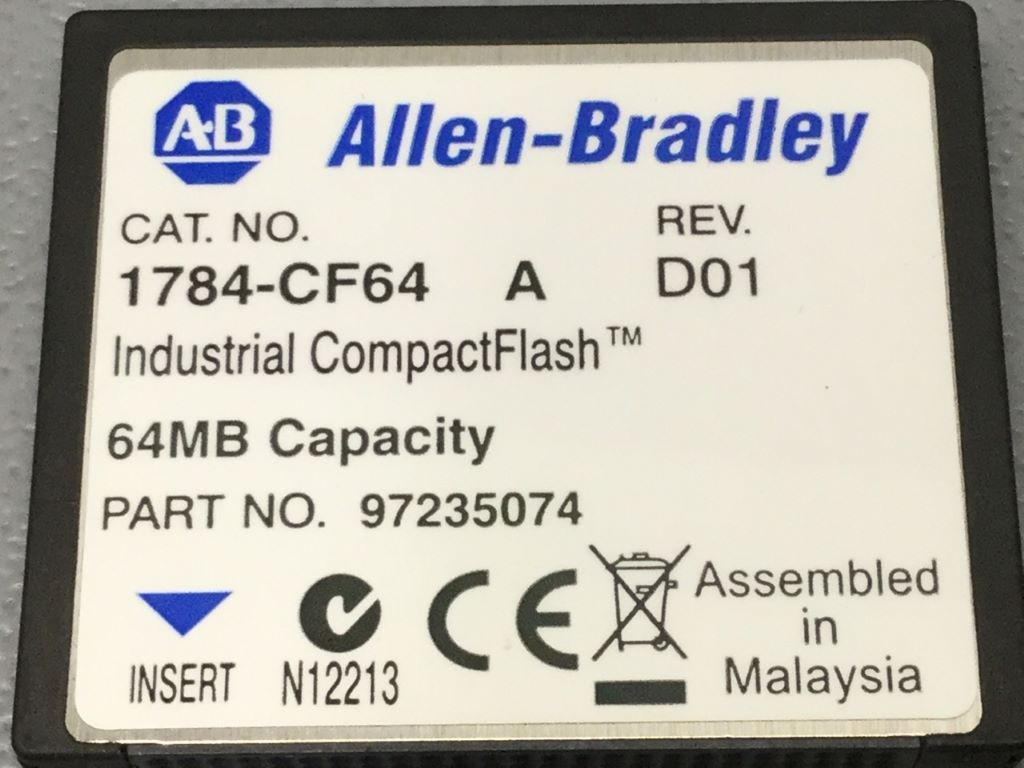 AB Allen-Bradley
CAT. NO. REV.
1784-CF64 A D01
Industrial CompactFlash™
64MB Capacity
PART NO. 97235074
CE
Assembled
in
Malaysia
INSERT N12213